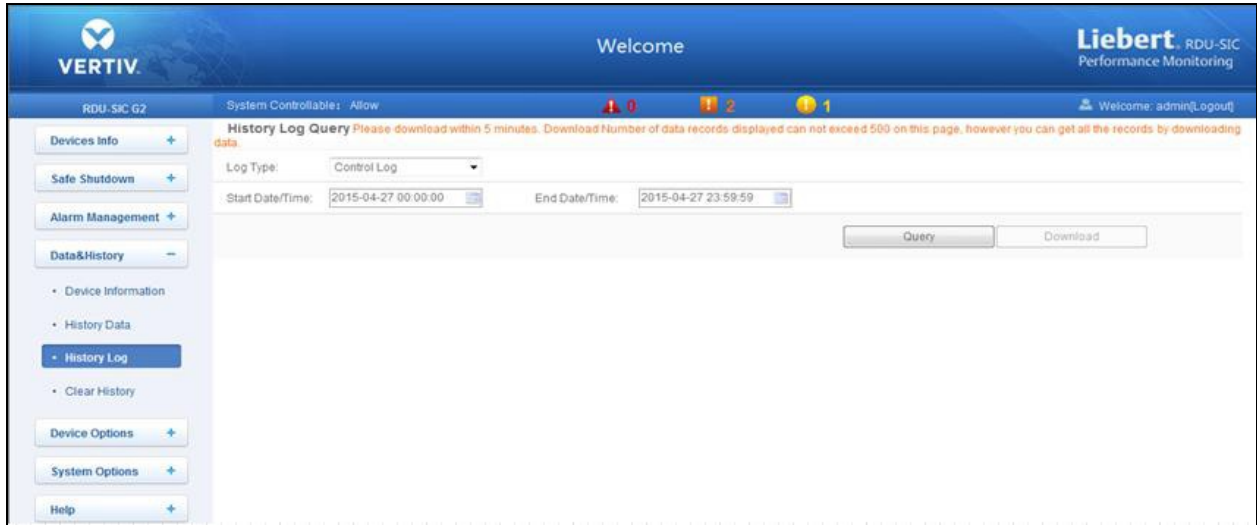 VERTIV.
Welcome
Liebert. RDU-SIC
Performance Monitoring
RDU-SIC G2
System Controllable: Allow
0
2
1
Welcome: admin[Logout]
Devices Info +
Safe Shutdown +
Alarm Management +
Data&History −
• Device Information
• History Data
• History Log
• Clear History
Device Options +
System Options +
Help +
History Log Query Please download within 5 minutes. Download Number of data records displayed can not exceed 500 on this page, however you can get all the records by downloading
data.
Log Type: Control Log
Start Date/Time: 2015-04-27 00:00:00 End Date/Time: 2015-04-27 23:59:59
Query Download